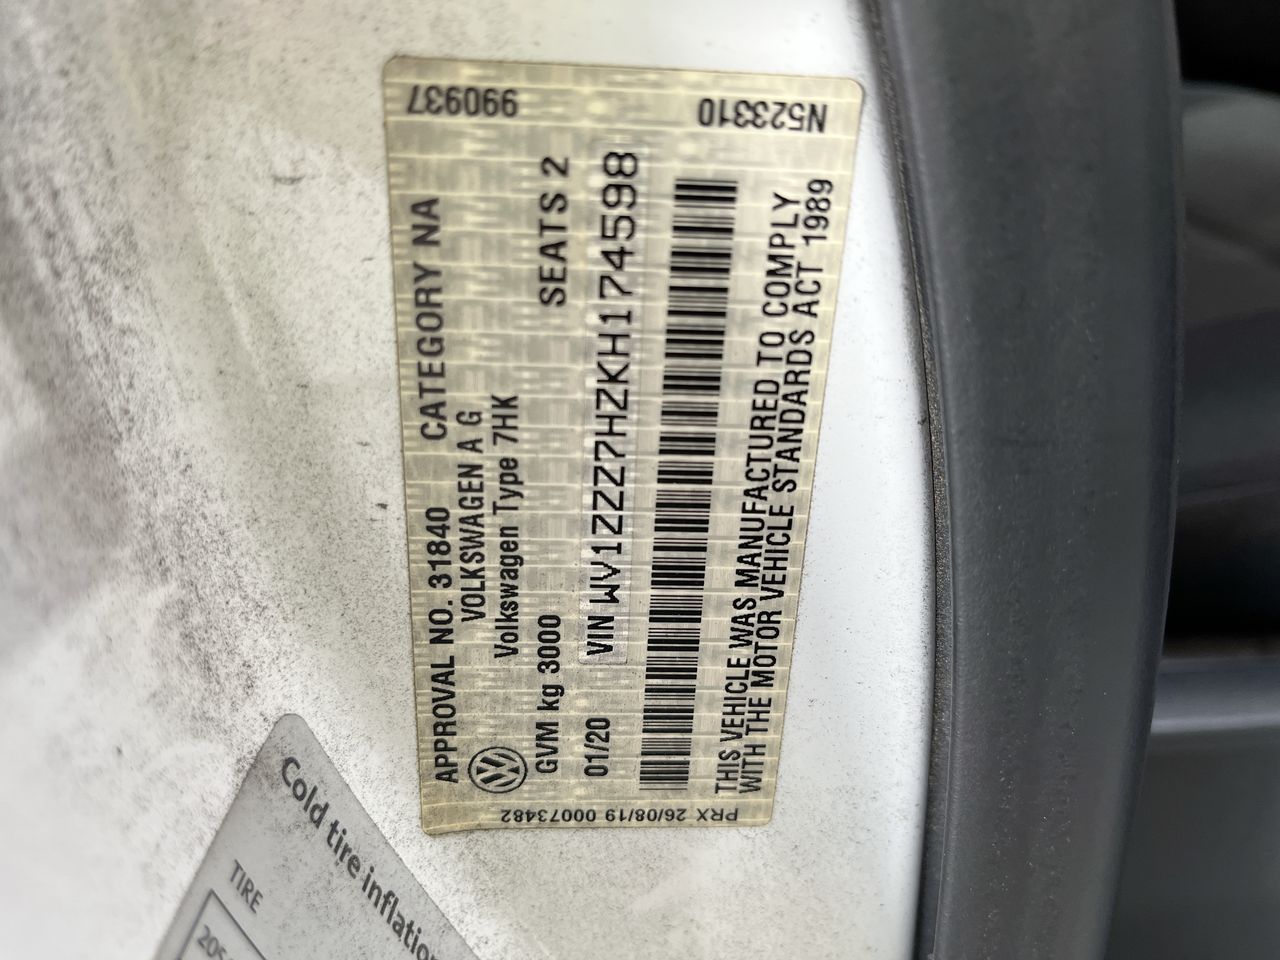 APPROVAL NO. 31840 CATEGORY NA
VOLKSWAGEN A G
Volkswagen Type 7HK
GVM kg 3000 SEATS 2
01/20 VIN WV1ZZZ7HZKH174598
THIS VEHICLE WAS MANUFACTURED TO COMPLY
WITH THE MOTOR VEHICLE STANDARDS ACT 1989
990937
N523310
PRX 26/08/19 00073482
Cold tire inflation
TIRE